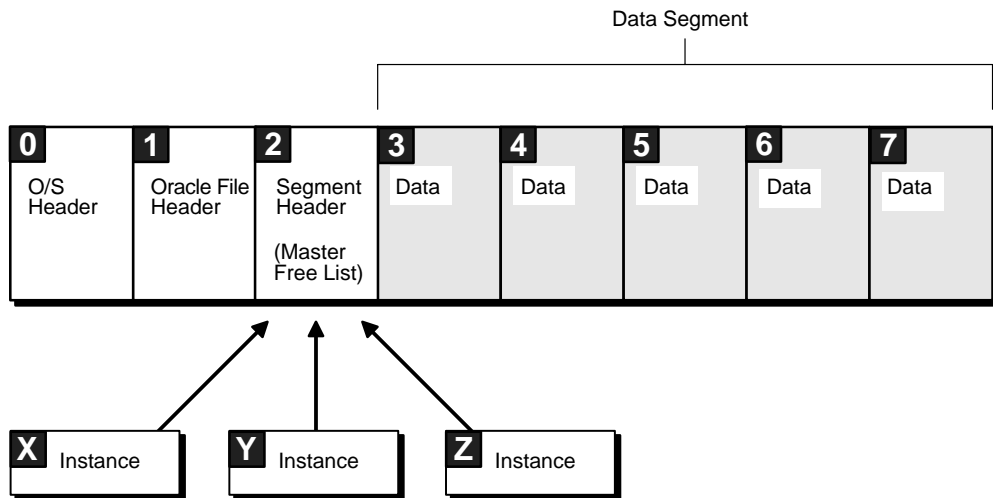 Data Segment
0
O/S
Header
1
Oracle File
Header
2
Segment
Header
(Master
Free List)
3
Data
4
Data
5
Data
6
Data
7
Data
X
Instance
Y
Instance
Z
Instance